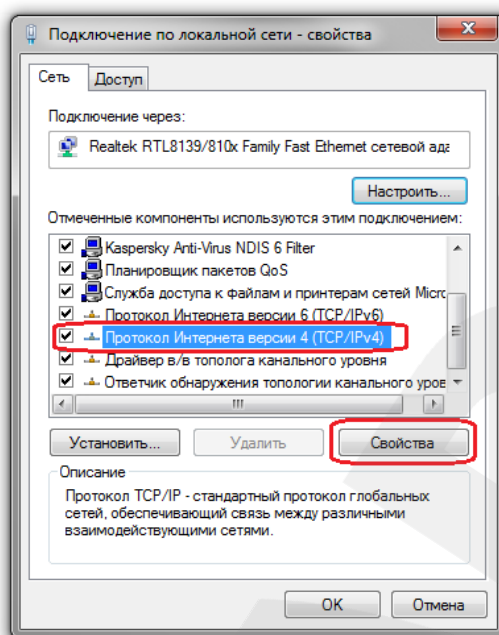 Подключение по локальной сети - свойства
Сеть
Доступ
Подключение через:
Realtek RTL8139/810x Family Fast Ethernet сетевой ада
Настроить...
Отмеченные компоненты используются этим подключением:
Kaspersky Anti-Virus NDIS 6 Filter
Планировщик пакетов QoS
Служба доступа к файлам и принтерам сетей Micro
Протокол Интернета версии 6 (TCP/IPv6)
Протокол Интернета версии 4 (TCP/IPv4)
Драйвер в/в тополога канального уровня
Ответчик обнаружения топологии канального уров
Установить...
Удалить
Свойства
Описание
Протокол TCP/IP - стандартный протокол глобальных
сетей, обеспечивающий связь между различными
взаимодействующими сетями.
OK
Отмена